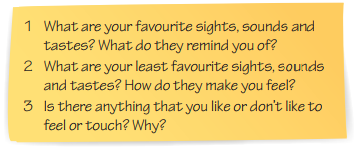 1 What are your favourite sights, sounds and
tastes? What do they remind you of?
2 What are your least favourite sights, sounds
and tastes? How do they make you feel?
3 Is there anything that you like or don't like to
feel or touch? Why?